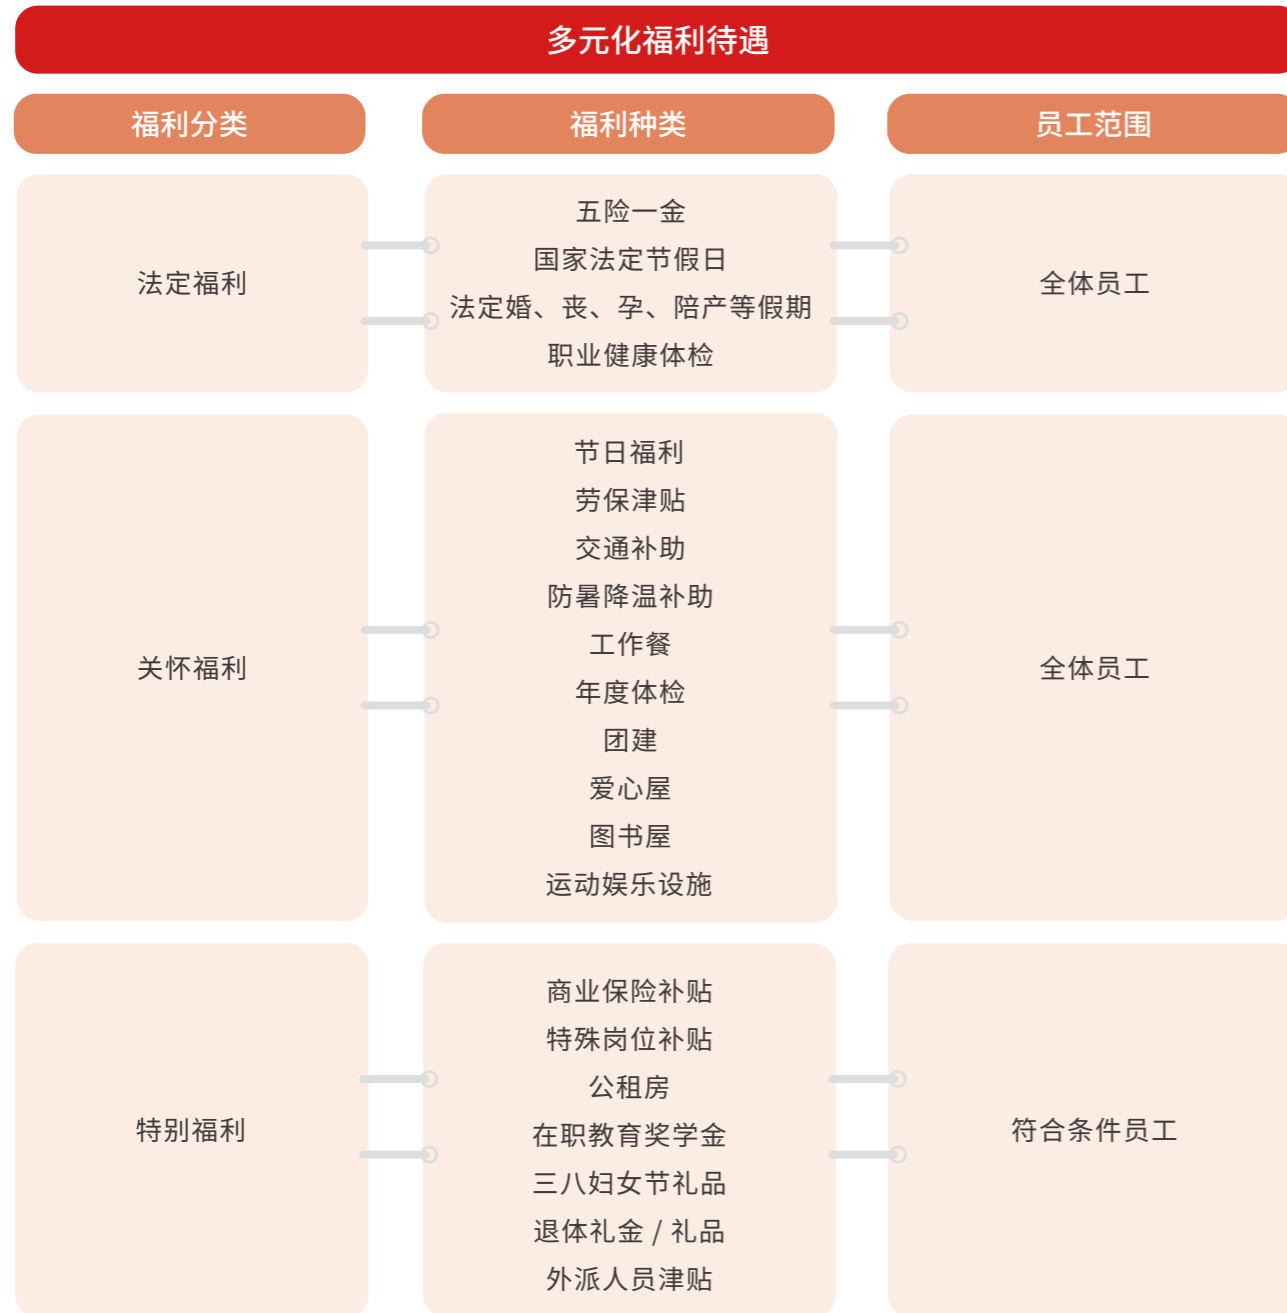 多元化福利待遇
福利分类
福利种类
员工范围
法定福利
五险一金
国家法定节假日
法定婚、丧、孕、陪产等假期
职业健康体检
全体员工
关怀福利
节日福利
劳保津贴
交通补助
防暑降温补助
工作餐
年度体检
团建
爱心屋
图书屋
运动娱乐设施
全体员工
特别福利
商业保险补贴
特殊岗位补贴
公租房
在职教育奖学金
三八妇女节礼品
退体礼金 / 礼品
外派人员津贴
符合条件员工